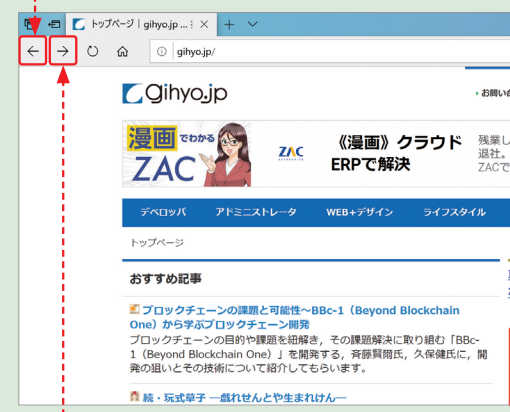 トップページ | gihyo.jp ... :
gihyo.jp/
Gihyo.jp
お問い
漫画 でわかる
ZAC
ZAC
《漫画》クラウド
ERPで解決
残業し
退社。
ZACで
デベロッパ アドミニストレータ WEB+デザイン ライフスタイル
トップページ
おすすめ記事
ブロックチェーンの課題と可能性~BBc-1(Beyond Blockchain
One)から学ぶブロックチェーン開発
ブロックチェーンの目的や課題を紐解き,その課題解決に取り組む「BBc-
1(Beyond Blockchain One)」を開発する,斉藤賢爾氏,久保健氏に,開
発の狙いとその技術について紹介してもらいます。
続・玩式草子 ―戯れせんとや生まれけん―